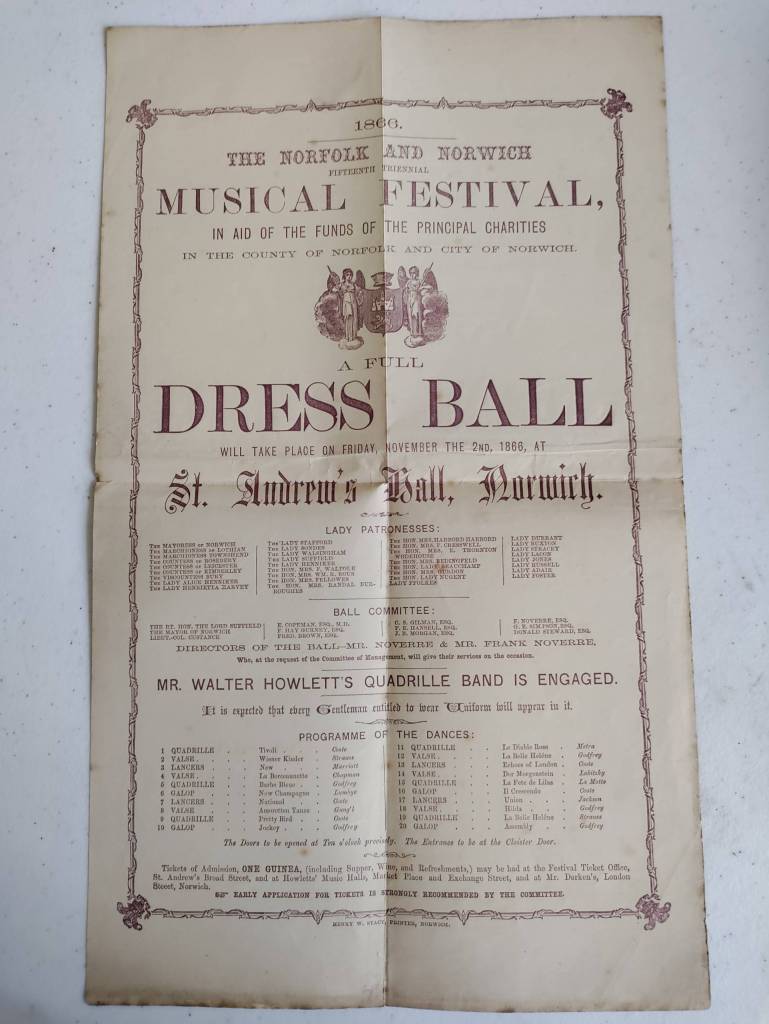 1866.
THE NORFOLK AND NORWICH
FIFTEENTH TRIENNIAL
MUSICAL FESTIVAL,
IN AID OF THE FUNDS OF THE PRINCIPAL CHARITIES
IN THE COUNTY OF NORFOLK AND CITY OF NORWICH.
A FULL
DRESS BALL
WILL TAKE PLACE ON FRIDAY, NOVEMBER THE 2ND, 1866, AT
St. Andrew's Hall, Norwich.
LADY PATRONESSES:
THE MAYORESS OF NORWICH
THE MARCHIONESS OF LOTHIAN
THE MARCHIONESS TOWNSHEND
THE COUNTESS OF ROSEBERY
THE COUNTESS OF LEICESTER
THE COUNTESS OF KIMBERLEY
THE VISCOUNTESS BURY
THE LADY ALICE HENNIKER
THE LADY HENRIETTA HARVEY
THE LADY STAFFORD
THE LADY SONDES
THE LADY WALSINGHAM
THE LADY SUFFIELD
THE LADY HENNIKER
THE HON. MRS. F. WALPOLE
THE HON. MRS. WM. R. ROUS
THE HON. MRS. FELLOWES
THE HON. MRS. RANDAL BUR-
ROUGHES
THE HON. MRS. HARBORD HARBORD
THE HON. MRS. F. CRESSWELL
THE HON. MRS. E. THORNTON
WODEHOUSE
THE HON. MRS. BEDINGFELD
THE HON. LADY BEAUCHAMP
THE HON. MRS.
THE HON. LADY NUGENT
LADY FFOLKES
LADY DURRANT
LADY BUXTON
LADY STRACEY
LADY LACON
LADY JONES
LADY RUSSELL
LADY ADAIR
LADY FOSTER
BALL COMMITTEE:
THE RT. HON. THE LORD SUFFIELD
THE MAYOR OF NORWICH
LIEUT.-COL. COSTANCE
E. COPEMAN, ESQ., M.D.
F. HAY GURNEY, ESQ.
FRED. BROWN, ESQ.
C. S. GILMAN, ESQ.
P. E. HANSELL, ESQ.
J. B. MORGAN, ESQ.
F. NOVERRE, ESQ.
G. E. SIMPSON, ESQ.
DONALD STEWARD, ESQ.
DIRECTORS OF THE BALL—MR. NOVERRE & MR. FRANK NOVERRE,
Who, at the request of the Committee of Management, will give their services on the occasion.
MR. WALTER HOWLETT'S QUADRILLE BAND IS ENGAGED.
It is expected that every Gentleman entitled to wear Uniform will appear in it.
PROGRAMME OF THE DANCES:
1 QUADRILLE . . Tivoli . . . Coote
2 VALSE . . . Wiener Kinder Strauss
3 LANCERS . . New . . . Marriott
4 VALSE . . . La Boromunette . Chapman
5 QUADRILLE . . Barbe Bleue . Godfrey
6 GALOP . . . New Champagne . Lumbye
7 LANCERS . . National Coote
8 VALSE . . . Amoretten Tanze . Gung'l
9 QUADRILLE . . Pretty Bird . Coote
10 GALOP . . . Jockey . . Godfrey
11 QUADRILLE . . Le Diable Rose . Metra
12 VALSE . . . La Belle Helène . Godfrey
13 LANCERS . . Echoes of London . Coote
14 VALSE . . . Der Morgenstein . Labitzky
15 QUADRILLE . . La Fete de Lilas . La Motte
16 GALOP . . . Il Crescendo . Coote
17 LANCERS . . Union . . Jackson
18 VALSE . . . Hilda . . Godfrey
19 QUADRILLE . . La Belle Helène . Strauss
20 GALOP . . . Assembly . . Godfrey
The Doors to be opened at Ten o'clock precisely. The Entrance to be at the Cloister Door.
Tickets of Admission, ONE GUINEA, (including Supper, Wine, and Refreshments,) may be had at the Festival Ticket Office,
St. Andrew's Broad Street, and at Howletts' Music Halls, Market Place and Exchange Street, and at Mr. Darken's, London
Street, Norwich.
☞ EARLY APPLICATION FOR TICKETS IS STRONGLY RECOMMENDED BY THE COMMITTEE.
HENRY W. STACY, PRINTER, NORWICH.